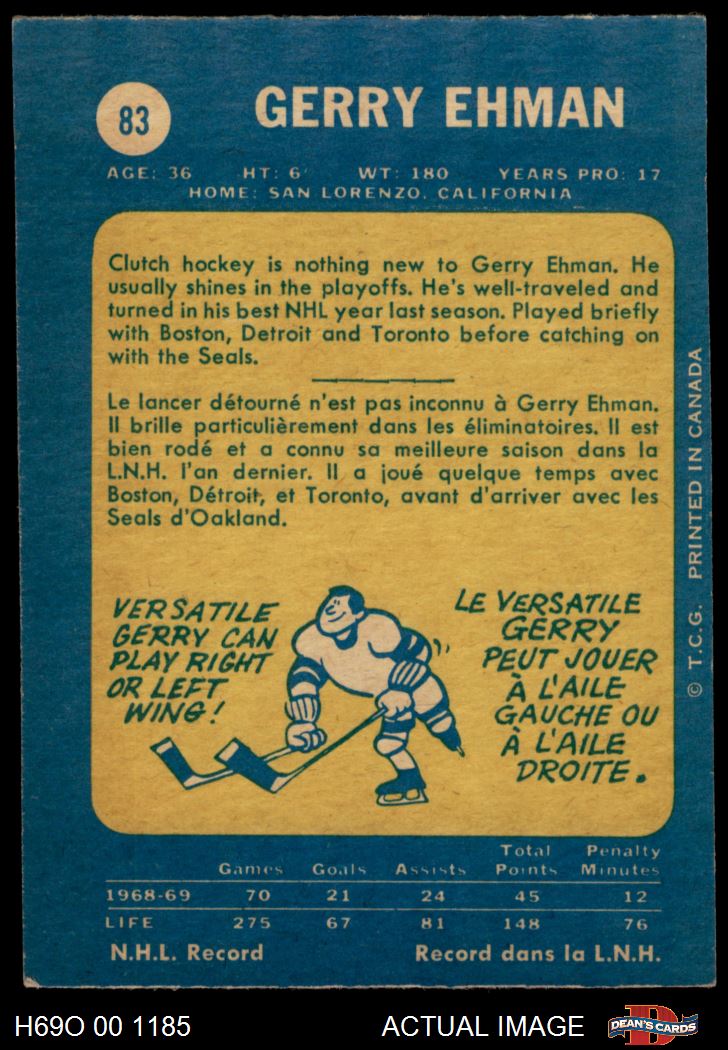 83
GERRY EHMAN
AGE: 36 HT: 6' WT: 180 YEARS PRO: 17
HOME: SAN LORENZO, CALIFORNIA
Clutch hockey is nothing new to Gerry Ehman. He
usually shines in the playoffs. He's well-traveled and
turned in his best NHL year last season. Played briefly
with Boston, Detroit and Toronto before catching on
with the Seals.
Le lancer détourné n'est pas inconnu à Gerry Ehman.
Il brille particulièrement dans les éliminatoires. Il est
bien rodé et a connu sa meilleure saison dans la
L.N.H. l'an dernier. Il a joué quelque temps avec
Boston, Détroit, et Toronto, avant d'arriver avec les
Seals d'Oakland.
VERSATILE
GERRY CAN
PLAY RIGHT
OR LEFT
WING!
LE VERSATILE
GERRY
PEUT JOUER
À L'AILE
GAUCHE OU
À L'AILE
DROITE.
© T.C.G. PRINTED IN CANADA
Total Penalty
Games Goals Assists Points Minutes
1968-69 70 21 24 45 12
LIFE 275 67 81 148 76
N.H.L. Record Record dans la L.N.H.
H69O 00 1185 ACTUAL IMAGE DEAN'S CARDS